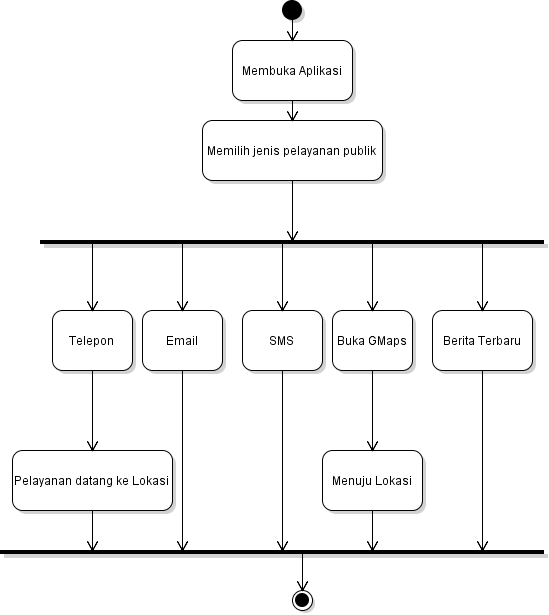 Membuka Aplikasi
Memilih jenis pelayanan publik
Telepon
Email
SMS
Buka GMaps
Berita Terbaru
Pelayanan datang ke Lokasi
Menuju Lokasi